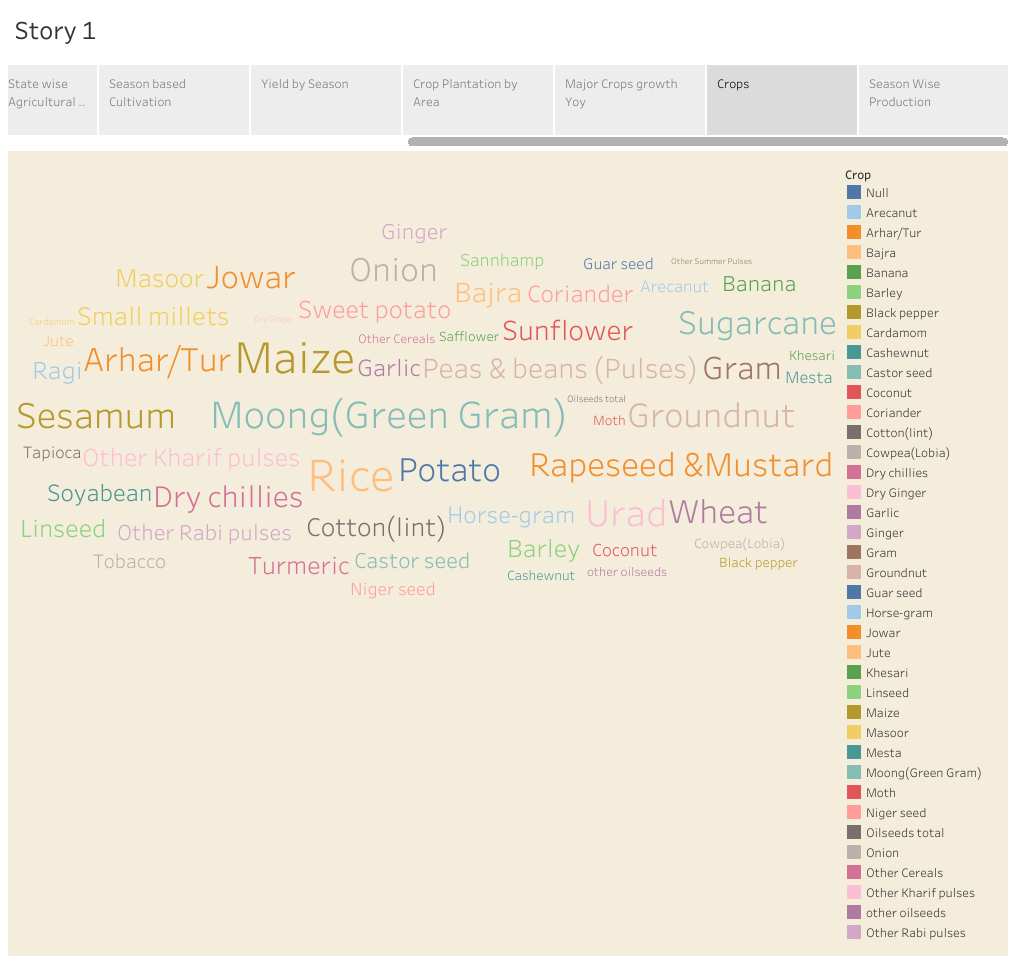 Story 1
State wise
Agricultural ..
Season based
Cultivation
Yield by Season
Crop Plantation by
Area
Major Crops growth
Yoy
Crops
Season Wise
Production
Ginger
Onion
Sannhamp
Guar seed
Other Summer Pulses
Masoor
Jowar
Bajra
Coriander
Arecanut
Banana
Cardamom
Small millets
Dry Ginger
Sweet potato
Jute
Other Cereals
Safflower
Sunflower
Sugarcane
Ragi
Arhar/Tur
Maize
Garlic
Peas & beans (Pulses)
Gram
Khesari
Mesta
Sesamum
Moong(Green Gram)
Oilseeds total
Moth
Groundnut
Tapioca
Other Kharif pulses
Rice
Potato
Rapeseed &Mustard
Soyabean
Dry chillies
Linseed
Other Rabi pulses
Cotton(lint)
Horse-gram
Urad
Wheat
Tobacco
Turmeric
Castor seed
Barley
Coconut
Cowpea(Lobia)
Black pepper
Niger seed
Cashewnut
other oilseeds
Crop
Null
Arecanut
Arhar/Tur
Bajra
Banana
Barley
Black pepper
Cardamom
Cashewnut
Castor seed
Coconut
Coriander
Cotton(lint)
Cowpea(Lobia)
Dry chillies
Dry Ginger
Garlic
Ginger
Gram
Groundnut
Guar seed
Horse-gram
Jowar
Jute
Khesari
Linseed
Maize
Masoor
Mesta
Moong(Green Gram)
Moth
Niger seed
Oilseeds total
Onion
Other Cereals
Other Kharif pulses
other oilseeds
Other Rabi pulses